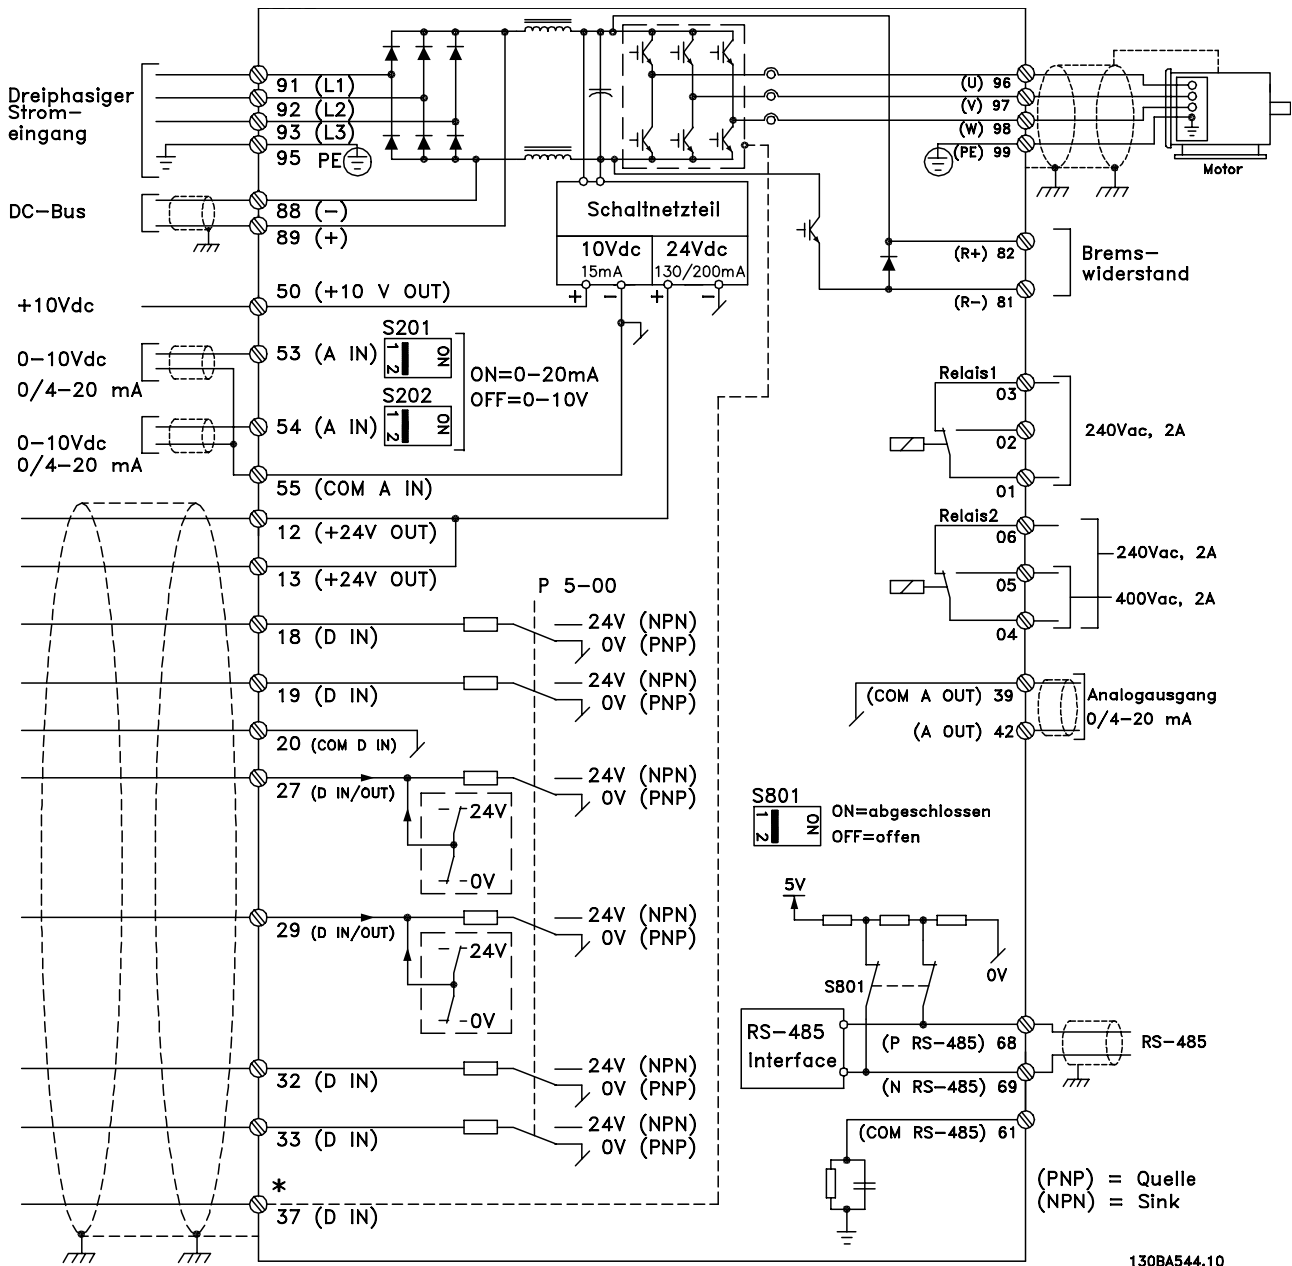 Dreiphasiger
Strom-
eingang
91 (L1)
92 (L2)
93 (L3)
95 PE
DC-Bus
88 (-)
89 (+)
+10Vdc
50 (+10 V OUT)
0-10Vdc
0/4-20 mA
53 (A IN)
S201
1
2
ON
S202
1
2
ON
ON=0-20mA
OFF=0-10V
0-10Vdc
0/4-20 mA
54 (A IN)
55 (COM A IN)
12 (+24V OUT)
13 (+24V OUT)
P 5-00
18 (D IN)
24V (NPN)
0V (PNP)
19 (D IN)
24V (NPN)
0V (PNP)
20 (COM D IN)
27 (D IN/OUT)
24V (NPN)
0V (PNP)
24V
0V
29 (D IN/OUT)
24V (NPN)
0V (PNP)
24V
0V
32 (D IN)
24V (NPN)
0V (PNP)
33 (D IN)
24V (NPN)
0V (PNP)
*
37 (D IN)
Schaltnetzteil
10Vdc
15mA
24Vdc
130/200mA
+ - + -
(U) 96
(V) 97
(W) 98
(PE) 99
Motor
(R+) 82
(R-) 81
Brems-
widerstand
Relais1
03
02
01
240Vac, 2A
Relais2
06
05
04
240Vac, 2A
400Vac, 2A
(COM A OUT) 39
(A OUT) 42
Analogausgang
0/4-20 mA
S801
1
2
ON
ON=abgeschlossen
OFF=offen
5V
0V
S801
RS-485
Interface
(P RS-485) 68
(N RS-485) 69
RS-485
(COM RS-485) 61
(PNP) = Quelle
(NPN) = Sink
130BA544.10